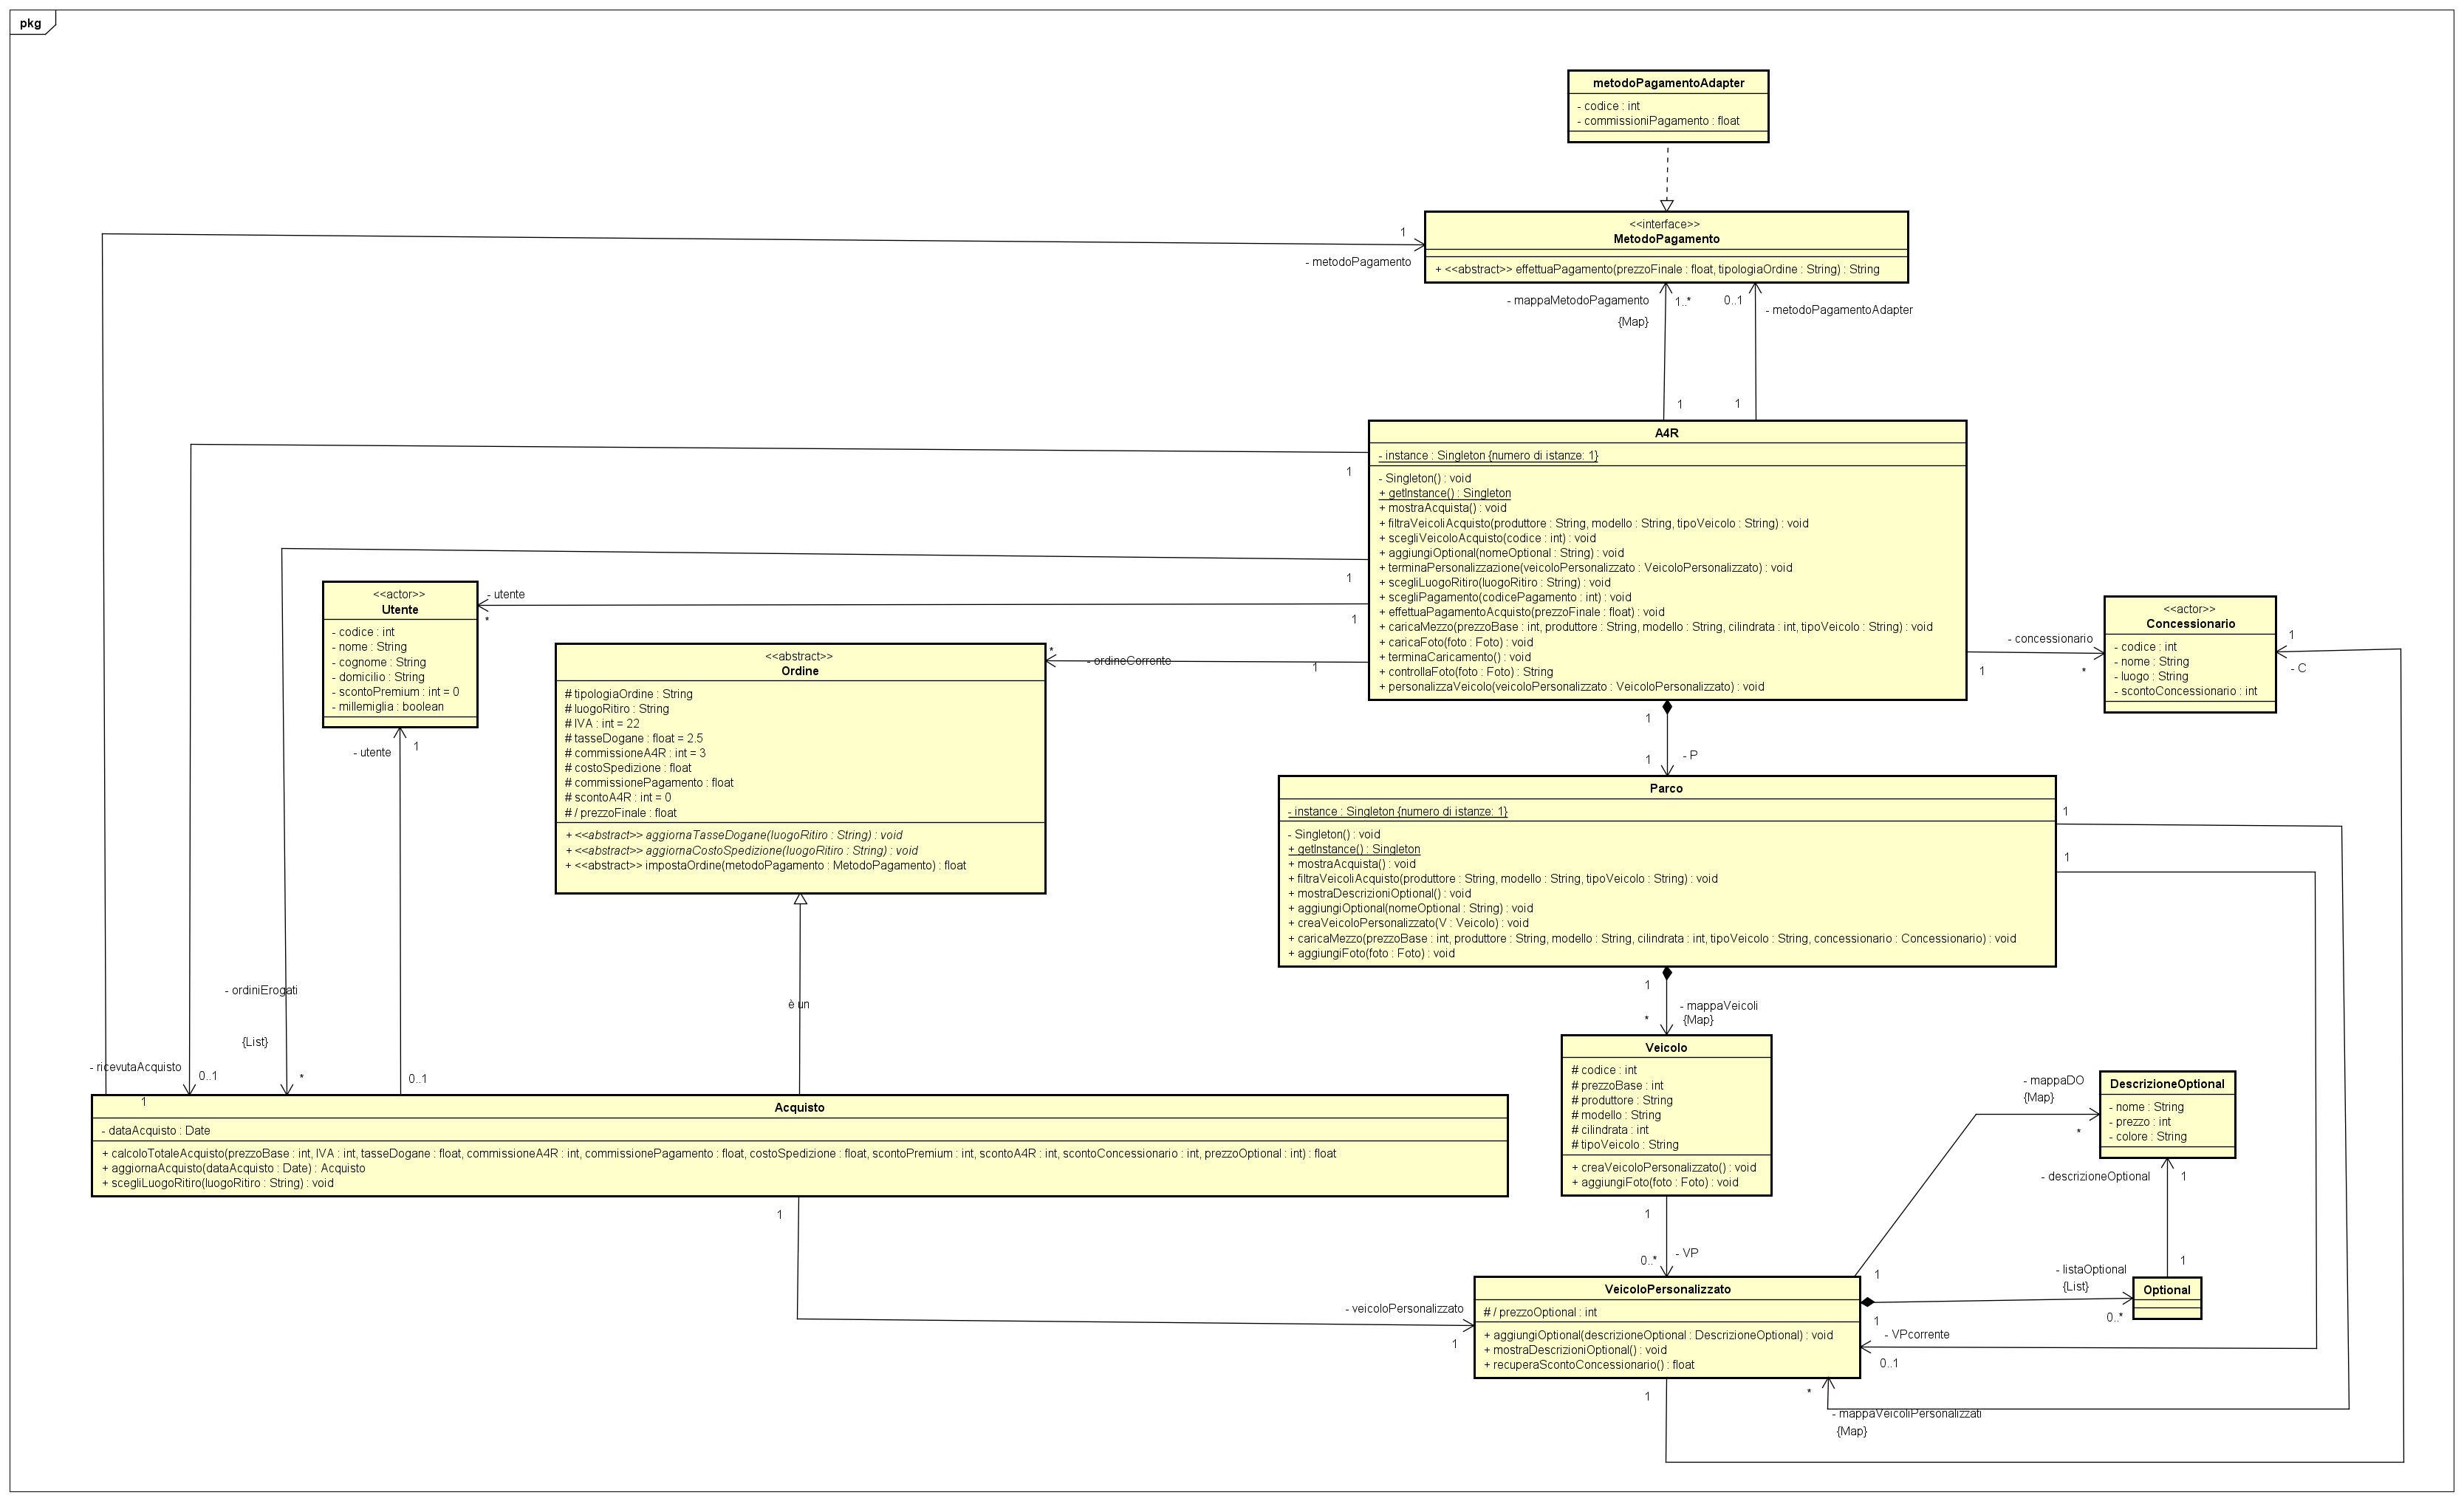 pkg
metodoPagamentoAdapter
- codice : int
- commissioniPagamento : float
<<interface>>
MetodoPagamento
+ <<abstract>> effettuaPagamento(prezzoFinale : float, tipologiaOrdine : String) : String
1
- metodoPagamento
- mappaMetodoPagamento
{Map}
1..*
0..1
- metodoPagamentoAdapter
1
1
A4R
- instance : Singleton {numero di istanze: 1}
- Singleton() : void
+ getInstance() : Singleton
+ mostraAcquista() : void
+ filtraVeicoliAcquisto(produttore : String, modello : String, tipoVeicolo : String) : void
+ scegliVeicoloAcquisto(codice : int) : void
+ aggiungiOptional(nomeOptional : String) : void
+ terminaPersonalizzazione(veicoloPersonalizzato : VeicoloPersonalizzato) : void
+ scegliLuogoRitiro(luogoRitiro : String) : void
+ scegliPagamento(codicePagamento : int) : void
+ effettuaPagamentoAcquisto(prezzoFinale : float) : void
+ caricaMezzo(prezzoBase : int, produttore : String, modello : String, cilindrata : int, tipoVeicolo : String) : void
+ caricaFoto(foto : Foto) : void
+ terminaCaricamento() : void
+ controllaFoto(foto : Foto) : String
+ personalizzaVeicolo(veicoloPersonalizzato : VeicoloPersonalizzato) : void
1
1
1
1
- utente
*
<<actor>>
Utente
- codice : int
- nome : String
- cognome : String
- domicilio : String
- scontoPremium : int = 0
- millemiglia : boolean
- utente
1
0..1
*
- ordineCorrente
<<abstract>>
Ordine
# tipologiaOrdine : String
# luogoRitiro : String
# IVA : int = 22
# tasseDogane : float = 2.5
# commissioneA4R : int = 3
# costoSpedizione : float
# commissionePagamento : float
# scontoA4R : int = 0
# / prezzoFinale : float
+ <<abstract>> aggiornaTasseDogane(luogoRitiro : String) : void
+ <<abstract>> aggiornaCostoSpedizione(luogoRitiro : String) : void
+ <<abstract>> impostaOrdine(metodoPagamento : MetodoPagamento) : float
è un
1
- concessionario
*
<<actor>>
Concessionario
- codice : int
- nome : String
- luogo : String
- scontoConcessionario : int
1
- C
1
1
- P
Parco
- instance : Singleton {numero di istanze: 1}
- Singleton() : void
+ getInstance() : Singleton
+ mostraAcquista() : void
+ filtraVeicoliAcquisto(produttore : String, modello : String, tipoVeicolo : String) : void
+ mostraDescrizioniOptional() : void
+ aggiungiOptional(nomeOptional : String) : void
+ creaVeicoloPersonalizzato(V : Veicolo) : void
+ caricaMezzo(prezzoBase : int, produttore : String, modello : String, cilindrata : int, tipoVeicolo : String, concessionario : Concessionario) : void
+ aggiungiFoto(foto : Foto) : void
1
1
1
- mappaVeicoli
{Map}
*
- ordiniErogati
{List}
- ricevutaAcquisto
0..1
*
1
Acquisto
- dataAcquisto : Date
+ calcoloTotaleAcquisto(prezzoBase : int, IVA : int, tasseDogane : float, commissioneA4R : int, commissionePagamento : float, costoSpedizione : float, scontoPremium : int, scontoA4R : int, scontoConcessionario : int, prezzoOptional : int) : float
+ aggiornaAcquisto(dataAcquisto : Date) : Acquisto
+ scegliLuogoRitiro(luogoRitiro : String) : void
1
- veicoloPersonalizzato
1
Veicolo
# codice : int
# prezzoBase : int
# produttore : String
# modello : String
# cilindrata : int
# tipoVeicolo : String
+ creaVeicoloPersonalizzato() : void
+ aggiungiFoto(foto : Foto) : void
1
0..*
- VP
- mappaDO
{Map}
*
DescrizioneOptional
- nome : String
- prezzo : int
- colore : String
- descrizioneOptional
1
1
- listaOptional
{List}
0..*
Optional
VeicoloPersonalizzato
# / prezzoOptional : int
+ aggiungiOptional(descrizioneOptional : DescrizioneOptional) : void
+ mostraDescrizioniOptional() : void
+ recuperaScontoConcessionario() : float
1
1
- VPcorrente
0..1
1
*
- mappaVeicoliPersonalizzati
{Map}